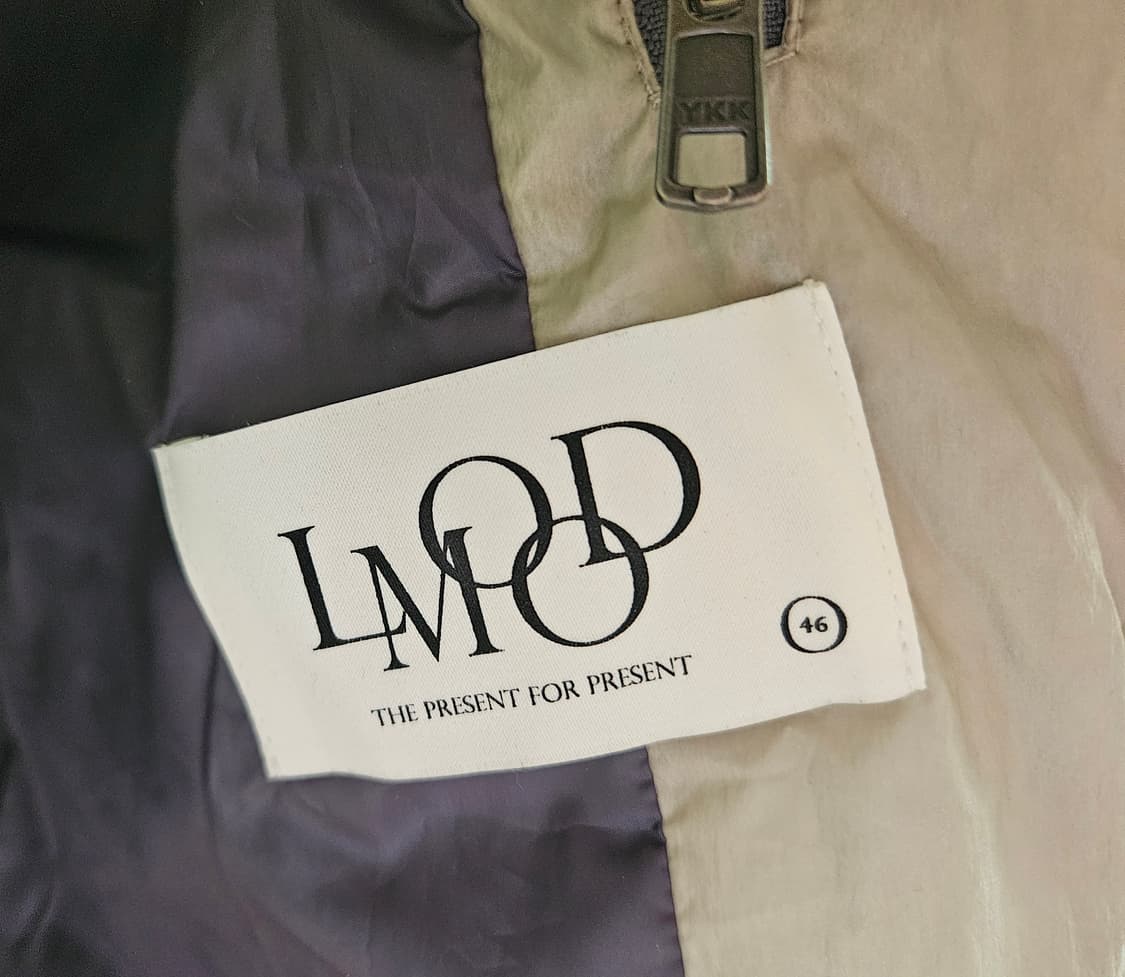 YKK
LMOOD
46
THE PRESENT FOR PRESENT